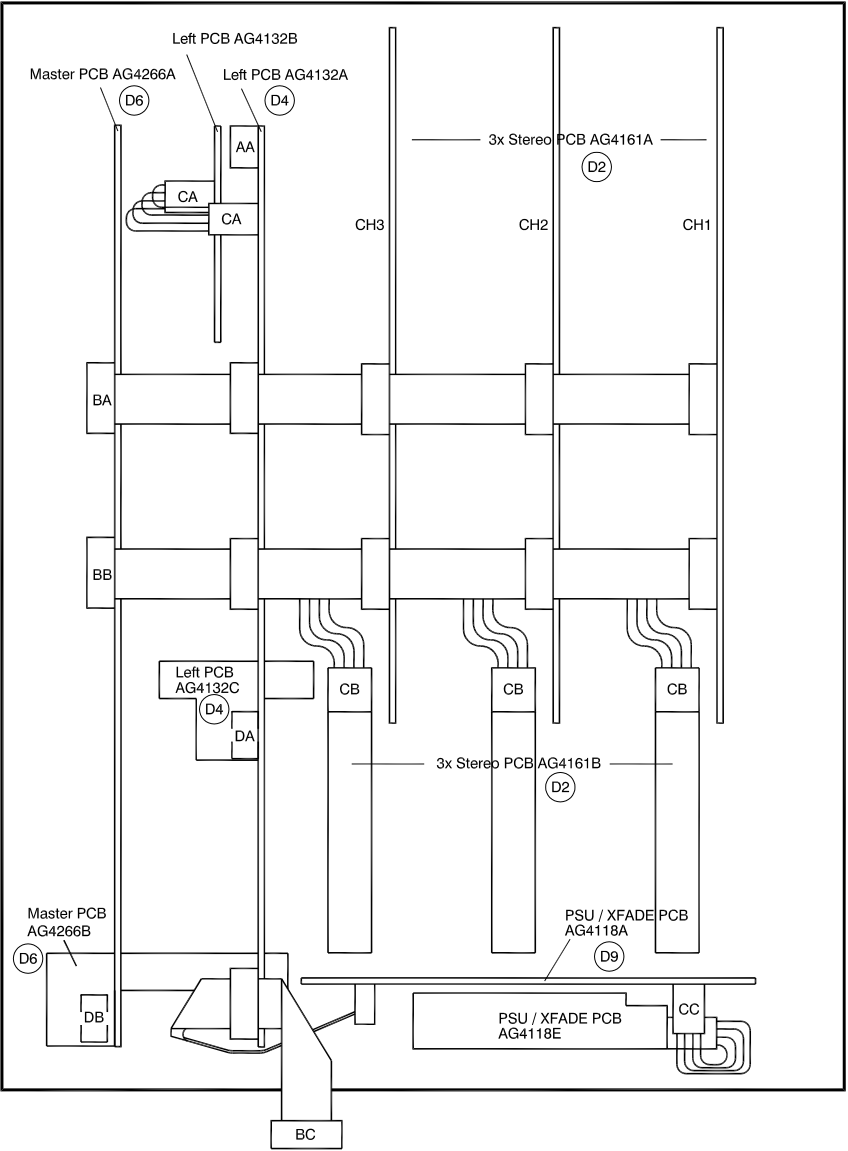 Left PCB AG4132B
Master PCB AG4266A
D6
Left PCB AG4132A
D4
AA
3x Stereo PCB AG4161A
D2
CA
CA
CH3
CH2
CH1
BA
BB
Left PCB
AG4132C
D4
DA
CB
CB
CB
3x Stereo PCB AG4161B
D2
Master PCB
AG4266B
D6
DB
PSU / XFADE PCB
AG4118A
D9
PSU / XFADE PCB
AG4118E
CC
BC